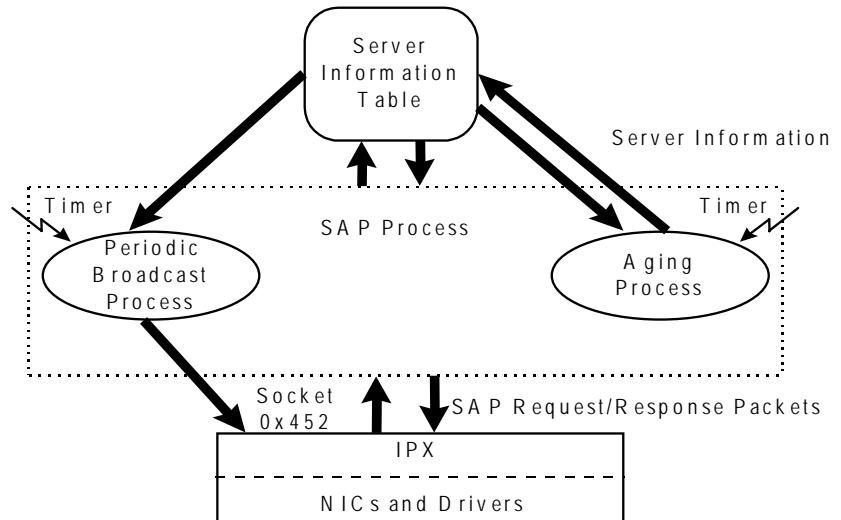 Server
Information
Table
Server Information
Timer
SAP Process
Timer
Periodic
Broadcast
Process
Aging
Process
Socket
0x452
SAP Request/Response Packets
IPX
NICs and Drivers